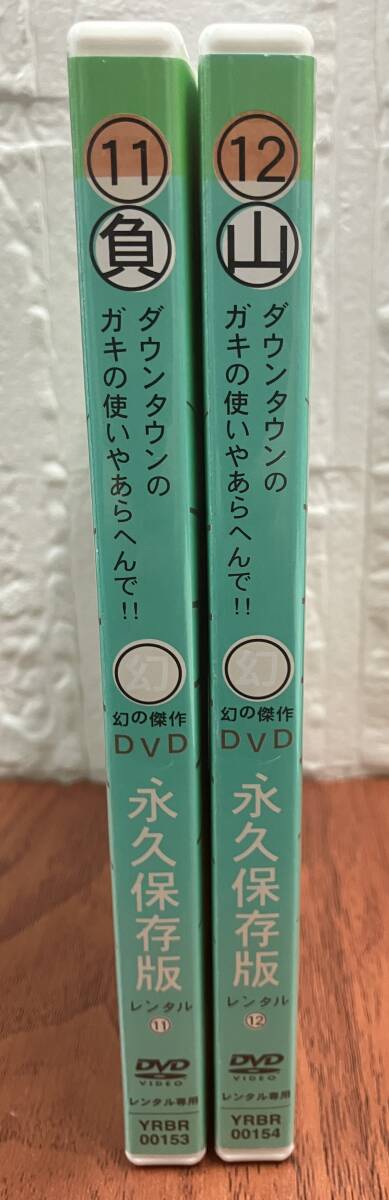 11
負
ダウンタウンの
ガキの使いやあらへんで!!
幻
幻の傑作
DVD
永久保存版
レンタル
11
DVD
VIDEO
レンタル専用
YRBR
00153
12
山
ダウンタウンの
ガキの使いやあらへんで!!
幻
幻の傑作
DVD
永久保存版
レンタル
12
DVD
VIDEO
レンタル専用
YRBR
00154